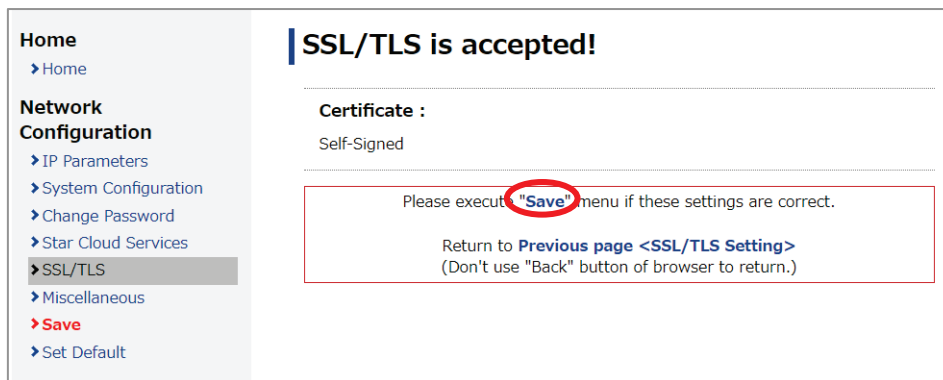 Home
Home
Network
Configuration
IP Parameters
System Configuration
Change Password
Star Cloud Services
SSL/TLS
Miscellaneous
Save
Set Default
SSL/TLS is accepted!
Certificate :
Self-Signed
Please execute "Save" menu if these settings are correct.
Return to Previous page <SSL/TLS Setting>
(Don't use "Back" button of browser to return.)